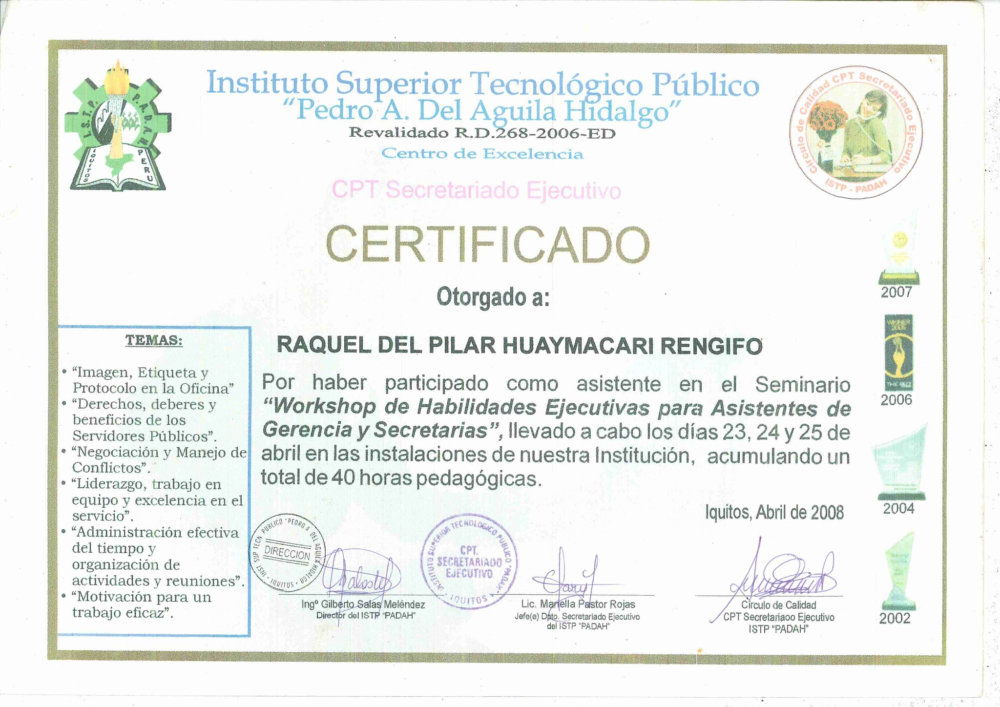 Instituto Superior Tecnológico Público
“Pedro A. Del Aguila Hidalgo”
Revalidado R.D.268-2006-ED
Centro de Excelencia
CPT Secretariado Ejecutivo
I.S.T.P. P.A.D.A.H.
IQUITOS
PERU
Círculo de Calidad CPT Secretariado Ejecutivo
ISTP - PADAH
CERTIFICADO
Otorgado a:
RAQUEL DEL PILAR HUAYMACARI RENGIFO
Por haber participado como asistente en el Seminario
“Workshop de Habilidades Ejecutivas para Asistentes de
Gerencia y Secretarias”, llevado a cabo los días 23, 24 y 25 de
abril en las instalaciones de nuestra Institución, acumulando un
total de 40 horas pedagógicas.
Iquitos, Abril de 2008
TEMAS:
• “Imagen, Etiqueta y
Protocolo en la Oficina”
• “Derechos, deberes y
beneficios de los
Servidores Públicos”.
• “Negociación y Manejo de
Conflictos”.
• “Liderazgo, trabajo en
equipo y excelencia en el
servicio”.
• “Administración efectiva
del tiempo y
organización de
actividades y reuniones”.
• “Motivación para un
trabajo eficaz”.
2007
2006
2004
2002
INST SUP TECN PUBLICO "PEDRO A DEL AGUILA HIDALGO
DIRECCION
IQUITOS
INSTITUTO SUPERIOR TECNOLOGICO PUBLICO "PADAH"
CPT.
SECRETARIADO
EJECUTIVO
IQUITOS
Ingº Gilberto Salas Meléndez
Director del ISTP "PADAH"
Lic. Mariella Pastor Rojas
Jefe(e) Dpto. Secretariado Ejecutivo
del ISTP "PADAH"
Círculo de Calidad
CPT Secretariado Ejecutivo
ISTP "PADAH"